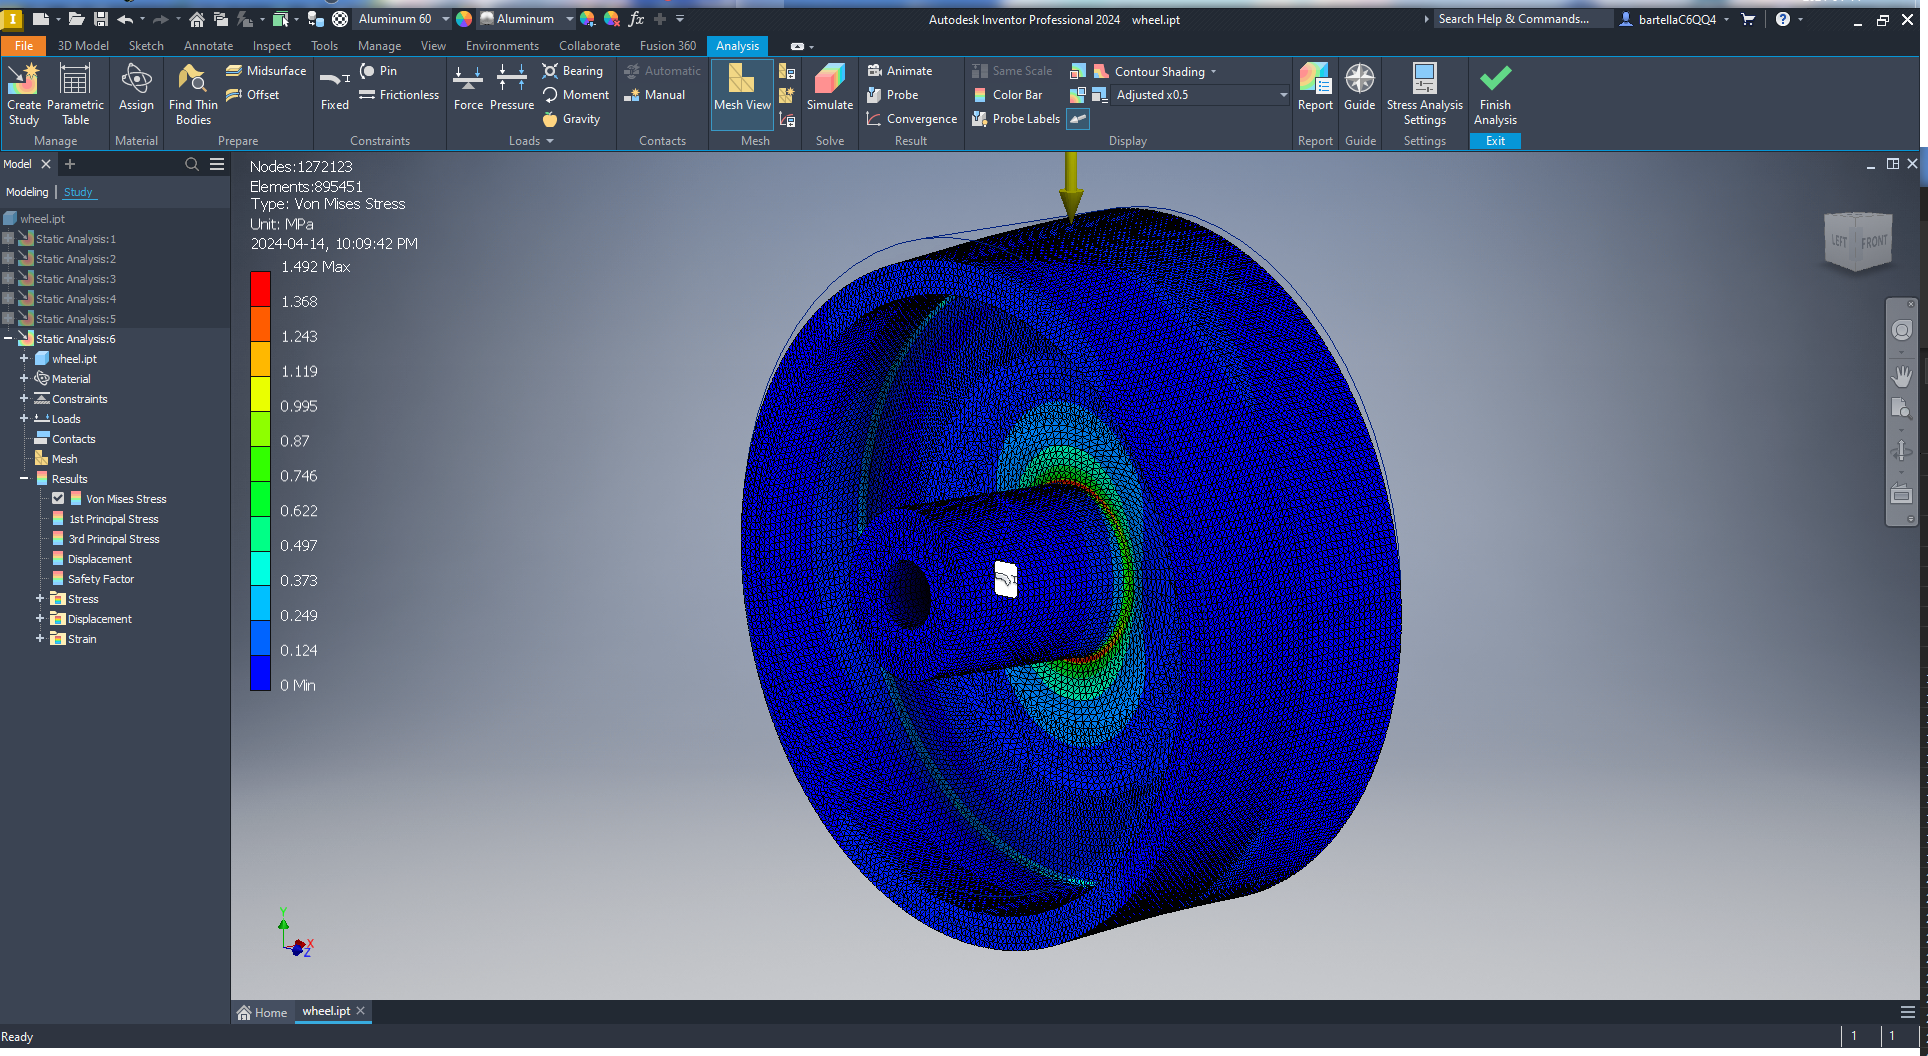 Aluminum 60
Aluminum
fx
Autodesk Inventor Professional 2024 wheel.ipt
Search Help & Commands...
bartellaC6QQ4
File 3D Model Sketch Annotate Inspect Tools Manage View Environments Collaborate Fusion 360 Analysis
Create Study
Parametric Table
Manage
Assign
Material
Find Thin Bodies
Midsurface
Offset
Prepare
Fixed
Pin
Frictionless
Constraints
Force
Pressure
Bearing
Moment
Gravity
Loads
Automatic
Manual
Contacts
Mesh View
Mesh
Simulate
Solve
Animate
Probe
Convergence
Result
Same Scale
Color Bar
Probe Labels
Contour Shading
Adjusted x0.5
Display
Report
Report
Guide
Guide
Stress Analysis Settings
Settings
Finish Analysis
Exit
Model
Modeling | Study
wheel.ipt
Static Analysis:1
Static Analysis:2
Static Analysis:3
Static Analysis:4
Static Analysis:5
Static Analysis:6
wheel.ipt
Material
Constraints
Loads
Contacts
Mesh
Results
Von Mises Stress
1st Principal Stress
3rd Principal Stress
Displacement
Safety Factor
Stress
Displacement
Strain
Nodes:1272123
Elements:895451
Type: Von Mises Stress
Unit: MPa
2024-04-14, 10:09:42 PM
1.492 Max
1.368
1.243
1.119
0.995
0.87
0.746
0.622
0.497
0.373
0.249
0.124
0 Min
LEFT FRONT
Y
X
Z
Home
wheel.ipt
Ready
1
1